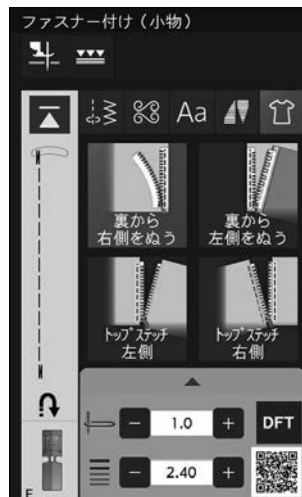 ファスナー付け（小物）
Aa
裏から
右側をぬう
裏から
左側をぬう
トップステッチ
左側
トップステッチ
右側
− 1.0 + DFT
− 2.40 +
E